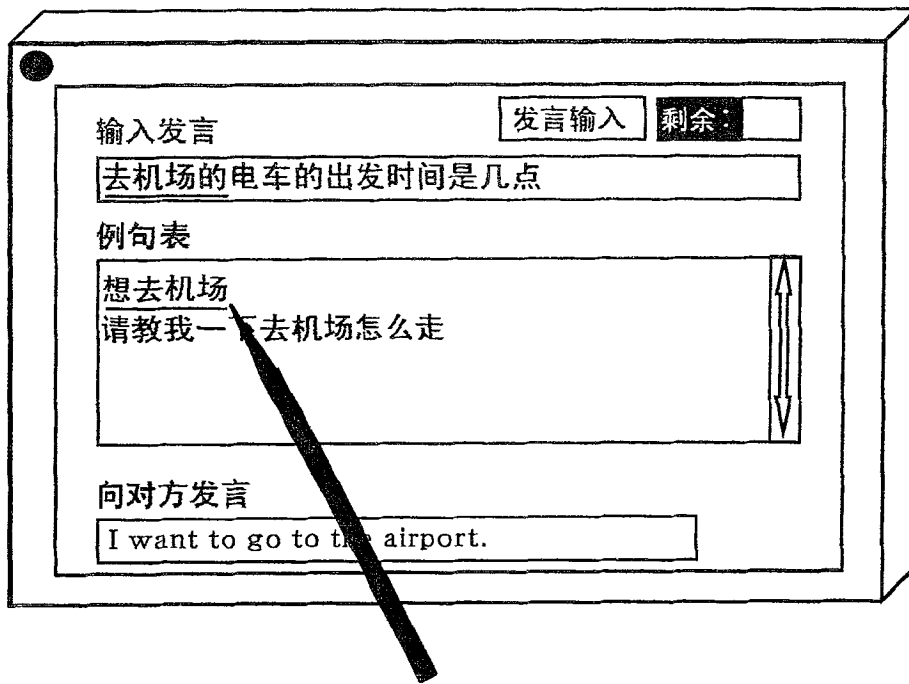 输入发言
发言输入
剩余：
去机场的电车的出发时间是几点
例句表
想去机场
请教我一下去机场怎么走
向对方发言
I want to go to the airport.